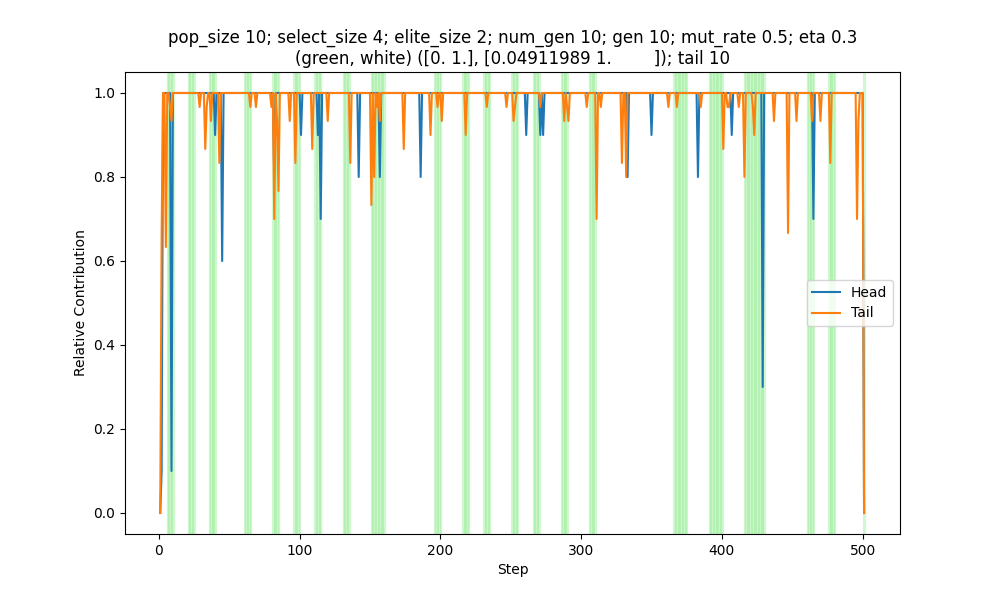 pop_size 10; select_size 4; elite_size 2; num_gen 10; gen 10; mut_rate 0.5; eta 0.3
(green, white) ([0. 1.], [0.04911989 1.         ]); tail 10
1.0
0.8
0.6
0.4
0.2
0.0
Relative Contribution
Head
Tail
0
100
200
300
400
500
Step